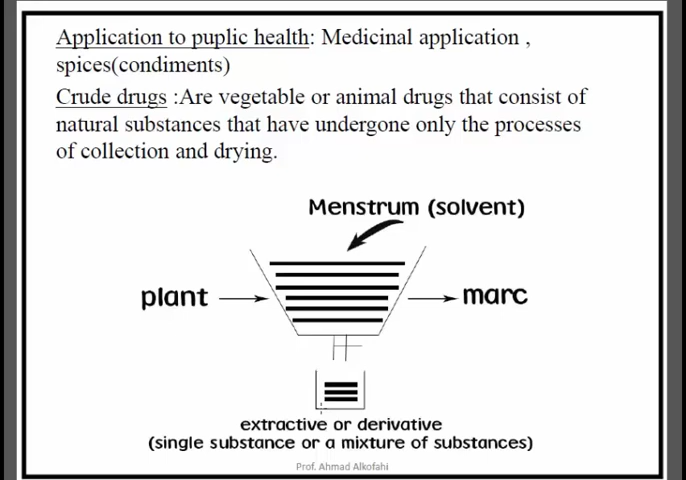 Application to puplic health: Medicinal application ,
spices(condiments)
Crude drugs :Are vegetable or animal drugs that consist of
natural substances that have undergone only the processes
of collection and drying.
Menstrum (solvent)
plant
marc
extractive or derivative
(single substance or a mixture of substances)
Prof. Ahmad Alkofahi